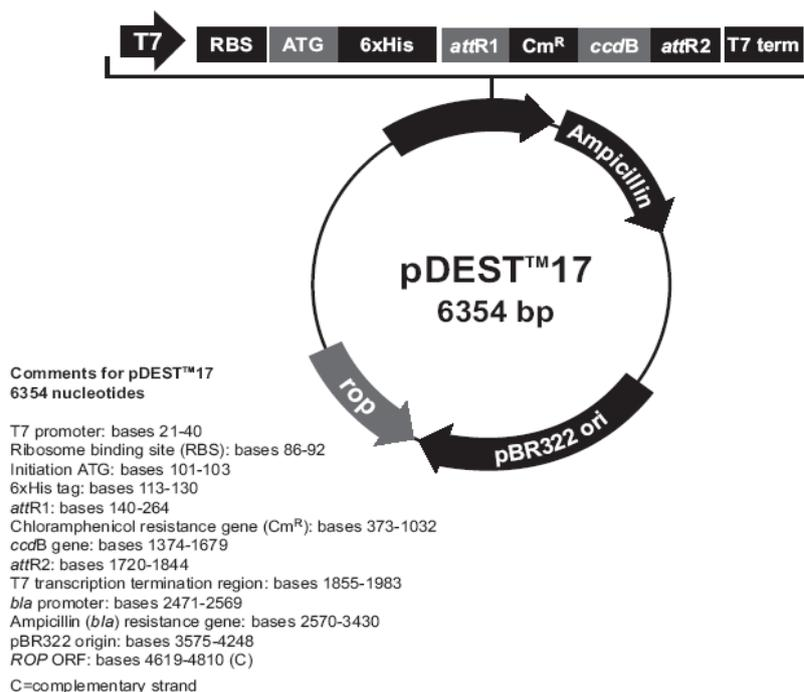 T7 RBS ATG 6xHis attR1 Cmᴿ ccdB attR2 T7 term
Ampicillin
pDEST™17
6354 bp
rop
pBR322 ori
Comments for pDEST™17
6354 nucleotides
T7 promoter: bases 21-40
Ribosome binding site (RBS): bases 86-92
Initiation ATG: bases 101-103
6xHis tag: bases 113-130
attR1: bases 140-264
Chloramphenicol resistance gene (Cmᴿ): bases 373-1032
ccdB gene: bases 1374-1679
attR2: bases 1720-1844
T7 transcription termination region: bases 1855-1983
bla promoter: bases 2471-2569
Ampicillin (bla) resistance gene: bases 2570-3430
pBR322 origin: bases 3575-4248
ROP ORF: bases 4619-4810 (C)
C=complementary strand